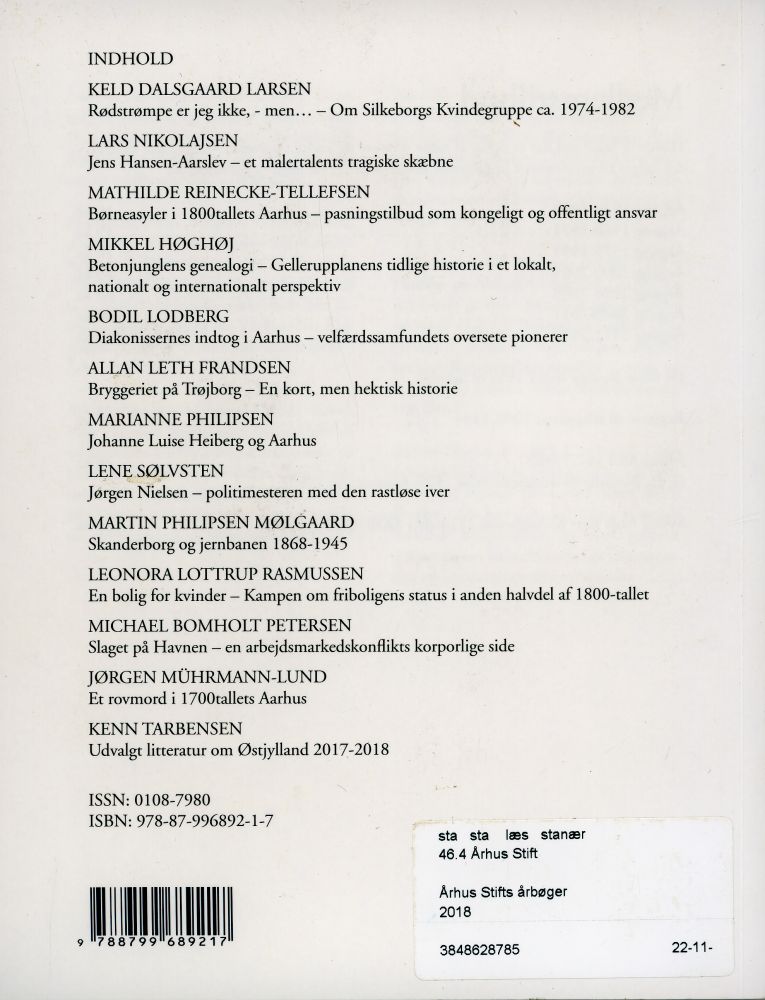 INDHOLD
KELD DALSGAARD LARSEN
Rødstrømpe er jeg ikke, - men… – Om Silkeborgs Kvindegruppe ca. 1974-1982
LARS NIKOLAJSEN
Jens Hansen-Aarslev – et malertalents tragiske skæbne
MATHILDE REINECKE-TELLEFSEN
Børneasyler i 1800tallets Aarhus – pasningstilbud som kongeligt og offentligt ansvar
MIKKEL HØGHØJ
Betonjunglens genealogi – Gellerupplanens tidlige historie i et lokalt,
nationalt og internationalt perspektiv
BODIL LODBERG
Diakonissernes indtog i Aarhus – velfærdssamfundets oversete pionerer
ALLAN LETH FRANDSEN
Bryggeriet på Trøjborg – En kort, men hektisk historie
MARIANNE PHILIPSEN
Johanne Luise Heiberg og Aarhus
LENE SØLVSTEN
Jørgen Nielsen – politimesteren med den rastløse iver
MARTIN PHILIPSEN MØLGAARD
Skanderborg og jernbanen 1868-1945
LEONORA LOTTRUP RASMUSSEN
En bolig for kvinder – Kampen om friboligens status i anden halvdel af 1800-tallet
MICHAEL BOMHOLT PETERSEN
Slaget på Havnen – en arbejdsmarkedskonflikts korporlige side
JØRGEN MÜHRMANN-LUND
Et rovmord i 1700tallets Aarhus
KENN TARBENSEN
Udvalgt litteratur om Østjylland 2017-2018
ISSN: 0108-7980
ISBN: 978-87-996892-1-7
9 788799 689217
sta sta læs stanær
46.4 Århus Stift
Århus Stifts årbøger
2018
3848628785 22-11-